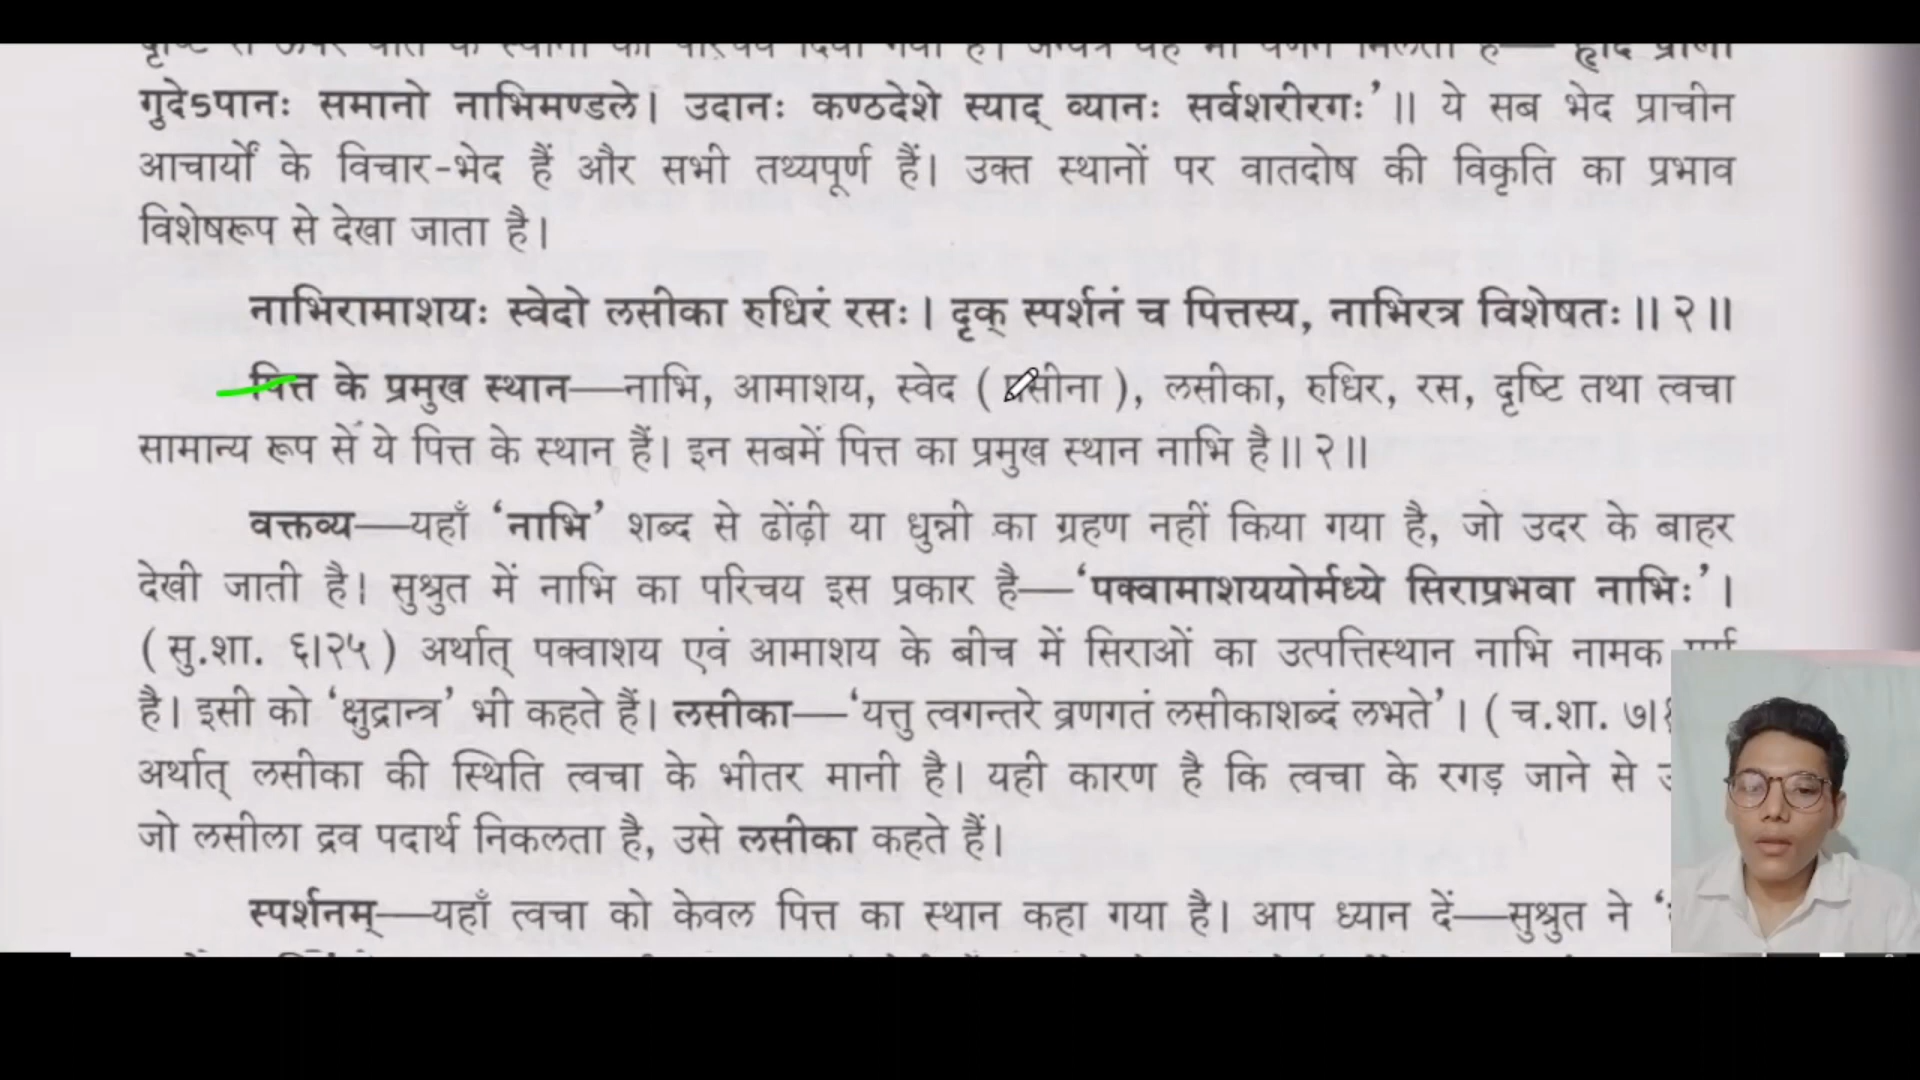 गुदेऽपानः समानो नाभिमण्डले। उदानः कण्ठदेशे स्याद् व्यानः सर्वशरीरगः’॥ ये सब भेद प्राचीन
आचार्यों के विचार-भेद हैं और सभी तथ्यपूर्ण हैं। उक्त स्थानों पर वातदोष की विकृति का प्रभाव
विशेषरूप से देखा जाता है।
नाभिरामाशयः स्वेदो लसीका रुधिरं रसः। दृक् स्पर्शनं च पित्तस्य, नाभिरत्र विशेषतः॥२॥
पित्त के प्रमुख स्थान—नाभि, आमाशय, स्वेद (पसीना), लसीका, रुधिर, रस, दृष्टि तथा त्वचा
सामान्य रूप से ये पित्त के स्थान हैं। इन सबमें पित्त का प्रमुख स्थान नाभि है॥२॥
वक्तव्य—यहाँ ‘नाभि’ शब्द से ढोंढ़ी या धुन्नी का ग्रहण नहीं किया गया है, जो उदर के बाहर
देखी जाती है। सुश्रुत में नाभि का परिचय इस प्रकार है—‘पक्वामाशययोर्मध्ये सिराप्रभवा नाभिः’।
(सु.शा. ६।२५) अर्थात् पक्वाशय एवं आमाशय के बीच में सिराओं का उत्पत्तिस्थान नाभि नामक
है। इसी को ‘क्षुद्रान्त्र’ भी कहते हैं। लसीका—‘यत्तु त्वगन्तरे व्रणगतं लसीकाशब्दं लभते’। (च.शा. ७।
अर्थात् लसीका की स्थिति त्वचा के भीतर मानी है। यही कारण है कि त्वचा के रगड़ जाने से
जो लसीला द्रव पदार्थ निकलता है, उसे लसीका कहते हैं।
स्पर्शनम्—यहाँ त्वचा को केवल पित्त का स्थान कहा गया है। आप ध्यान दें—सुश्रुत ने ‘